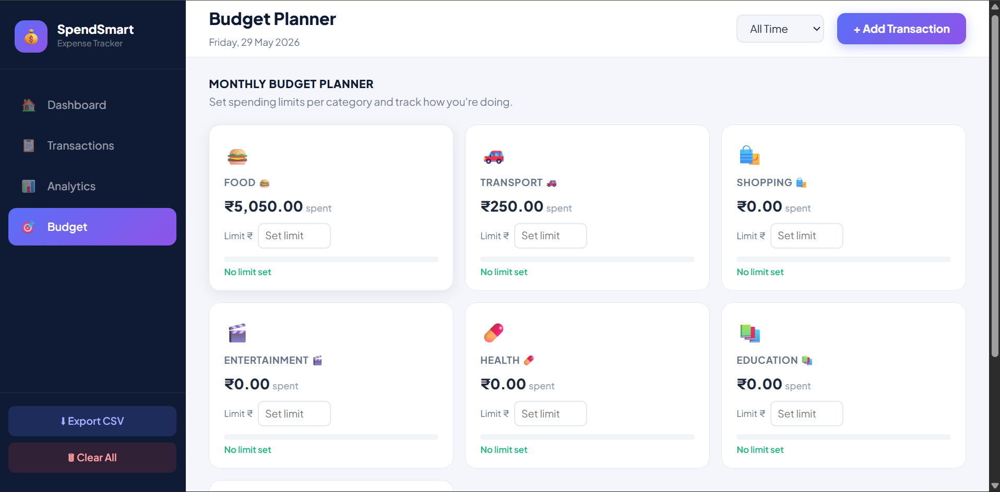 SpendSmart
Expense Tracker
Dashboard
Transactions
Analytics
Budget
Export CSV
Clear All
Budget Planner
Friday, 29 May 2026
All Time
+ Add Transaction
MONTHLY BUDGET PLANNER
Set spending limits per category and track how you're doing.
FOOD
₹5,050.00 spent
Limit ₹ Set limit
No limit set
TRANSPORT
₹250.00 spent
Limit ₹ Set limit
No limit set
SHOPPING
₹0.00 spent
Limit ₹ Set limit
No limit set
ENTERTAINMENT
₹0.00 spent
Limit ₹ Set limit
No limit set
HEALTH
₹0.00 spent
Limit ₹ Set limit
No limit set
EDUCATION
₹0.00 spent
Limit ₹ Set limit
No limit set